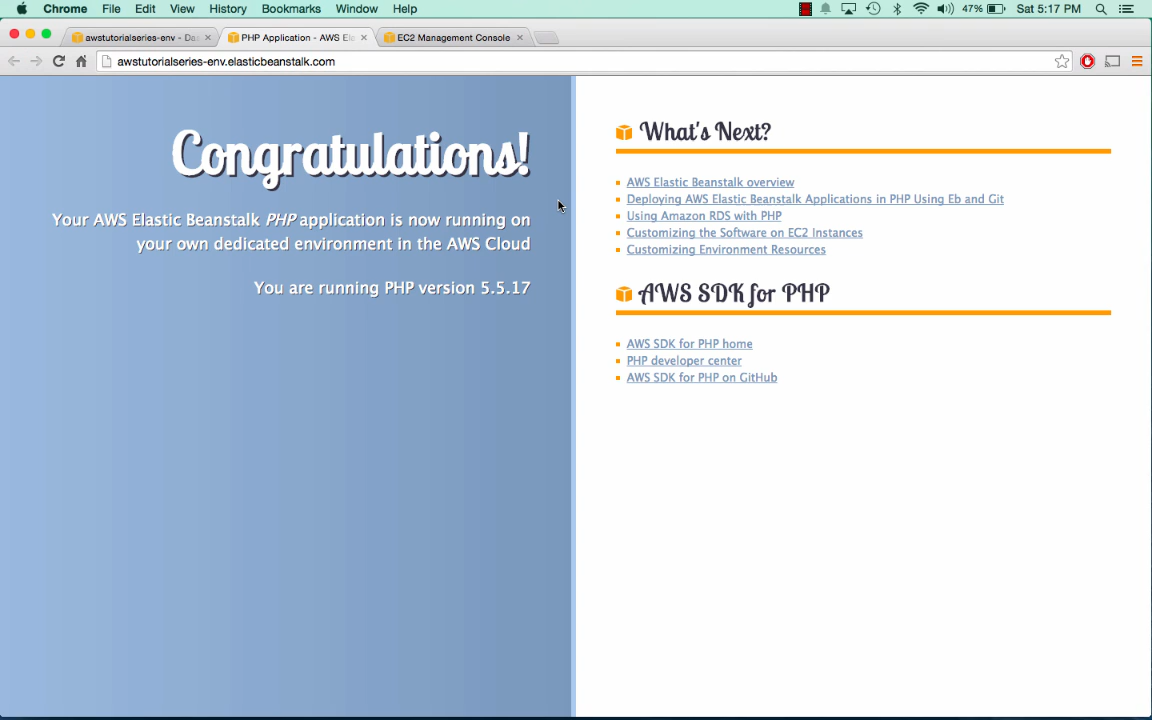 Chrome File Edit View History Bookmarks Window Help 47% Sat 5:17 PM
awstutorialseries-env - Da
PHP Application - AWS El
EC2 Management Console
awstutorialseries-env.elasticbeanstalk.com
Congratulations!
Your AWS Elastic Beanstalk PHP application is now running on
your own dedicated environment in the AWS Cloud
You are running PHP version 5.5.17
What's Next?
AWS Elastic Beanstalk overview
Deploying AWS Elastic Beanstalk Applications in PHP Using Eb and Git
Using Amazon RDS with PHP
Customizing the Software on EC2 Instances
Customizing Environment Resources
AWS SDK for PHP
AWS SDK for PHP home
PHP developer center
AWS SDK for PHP on GitHub